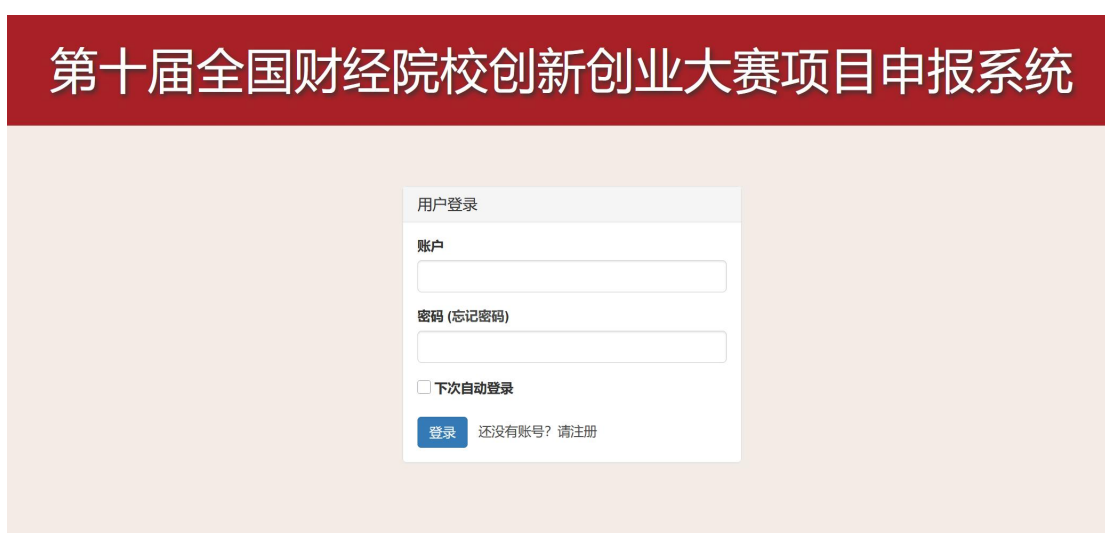 第十届全国财经院校创新创业大赛项目申报系统
用户登录
账户
密码 (忘记密码)
下次自动登录
登录 还没有账号？请注册